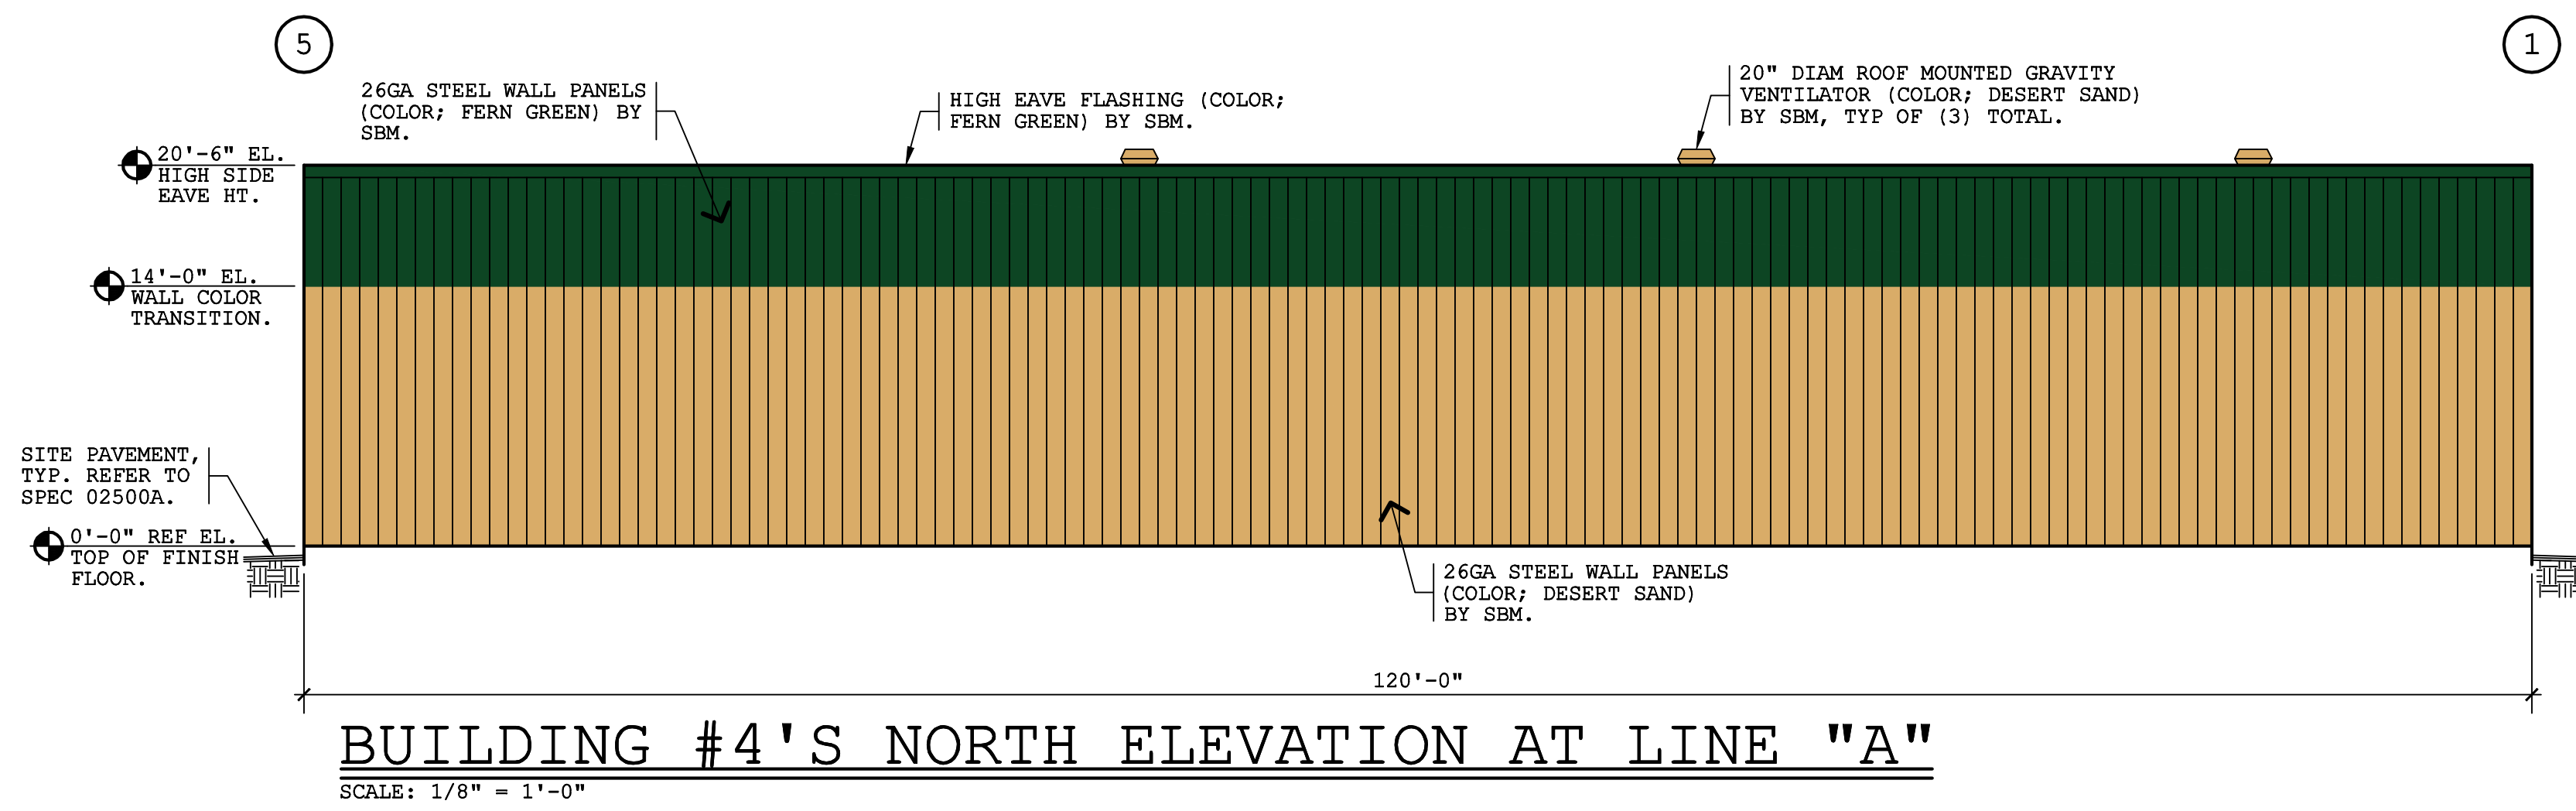 5
1
26GA STEEL WALL PANELS
(COLOR; FERN GREEN) BY
SBM.
HIGH EAVE FLASHING (COLOR;
FERN GREEN) BY SBM.
20" DIAM ROOF MOUNTED GRAVITY
VENTILATOR (COLOR; DESERT SAND)
BY SBM, TYP OF (3) TOTAL.
20'-6" EL.
HIGH SIDE
EAVE HT.
14'-0" EL.
WALL COLOR
TRANSITION.
SITE PAVEMENT,
TYP. REFER TO
SPEC 02500A.
0'-0" REF EL.
TOP OF FINISH
FLOOR.
26GA STEEL WALL PANELS
(COLOR; DESERT SAND)
BY SBM.
120'-0"
BUILDING #4'S NORTH ELEVATION AT LINE "A"
SCALE: 1/8" = 1'-0"